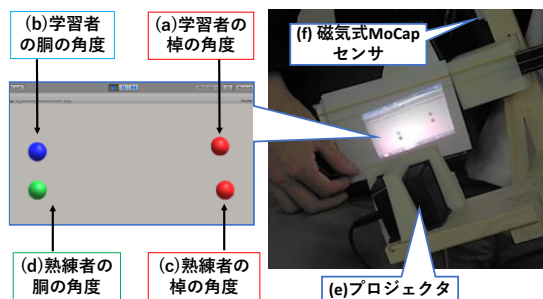 (b)学習者
の胴の角度
(a)学習者の
棹の角度
(f) 磁気式MoCap
センサ
(d)熟練者の
胴の角度
(c)熟練者の
棹の角度
(e)プロジェクタ